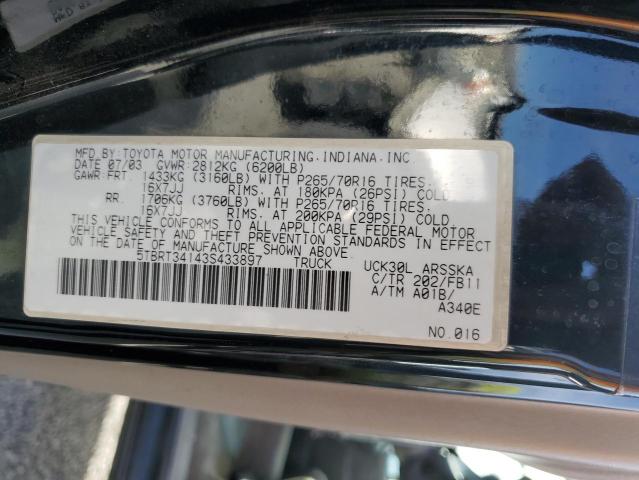 MFD.BY:TOYOTA MOTOR MANUFACTURING.INDIANA.INC
DATE 07/03 GVWR 2812KG (6200LB)
GAWR:FRT 1433KG (3160LB) WITH P265/70R16 TIRES.
16X7JJ RIMS. AT 180KPA (26PSI) COLD
RR. 1706KG (3760LB) WITH P265/70R16 TIRES.
16X7JJ RIMS. AT 200KPA (29PSI) COLD
THIS VEHICLE CONFORMS TO ALL APPLICABLE FEDERAL MOTOR
VEHICLE SAFETY AND THEFT PREVENTION STANDARDS IN EFFECT
ON THE DATE OF MANUFACTURE SHOWN ABOVE
5TBRT34143S433897 TRUCK
UCK30L ARSSKA
C/TR 202/FB11
A/TM A01B/
A340E
NO.016